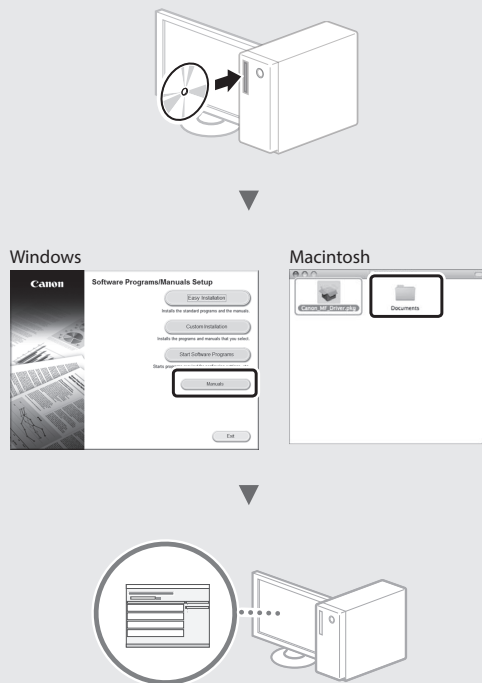 Windows
Macintosh
Canon
Software Programs/Manuals Setup
Easy Installation
Installs the standard programs and the manuals.
Custom Installation
Installs the programs and manuals that you select.
Start Software Programs
Manuals
Exit
Canon_MF_Driver.pkg
Documents